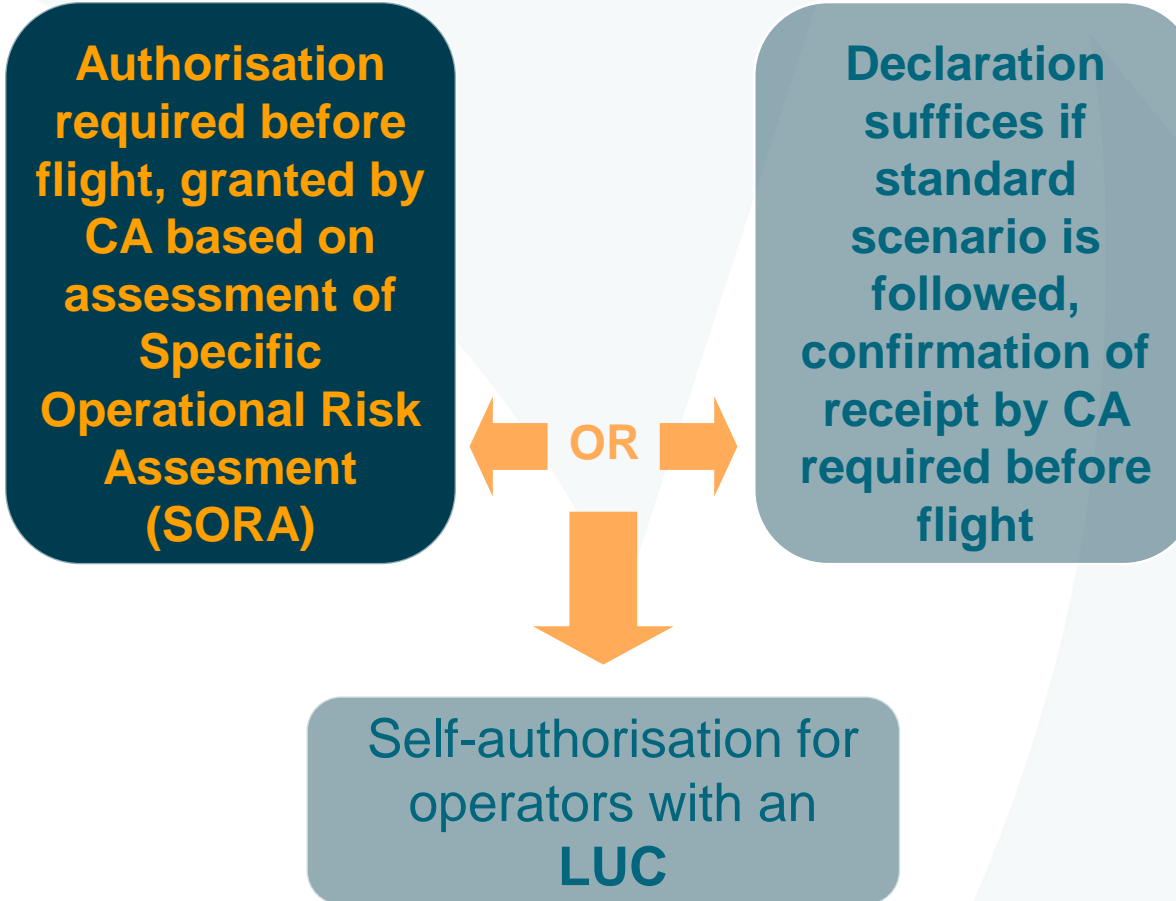 Authorisation
required before
flight, granted by
CA based on
assessment of
Specific
Operational Risk
Assesment
(SORA)
OR
Declaration
suffices if
standard
scenario is
followed,
confirmation of
receipt by CA
required before
flight
Self-authorisation for
operators with an
LUC